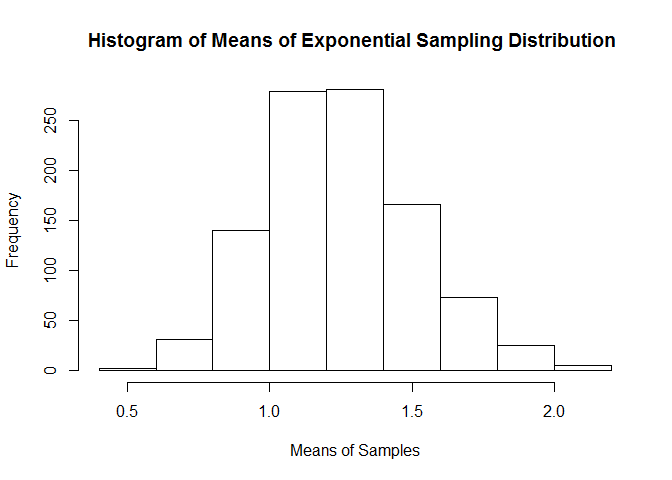 Histogram of Means of Exponential Sampling Distribution
Frequency
250
200
150
100
50
0
0.5 1.0 1.5 2.0
Means of Samples